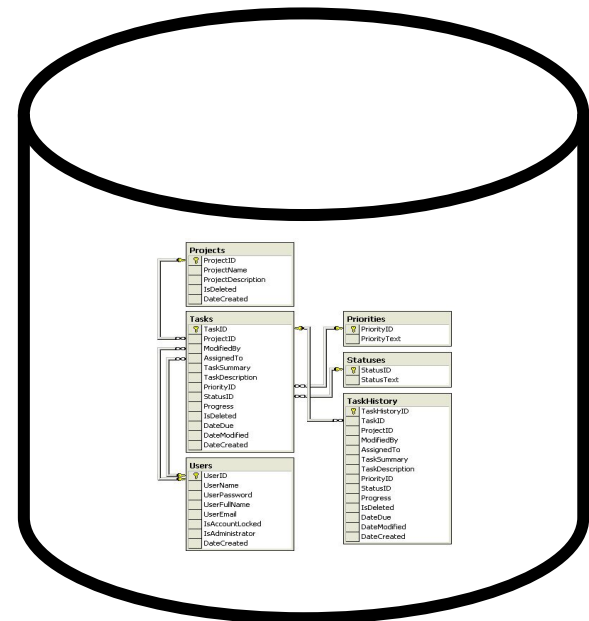 Projects
ProjectID
ProjectName
ProjectDescription
IsDeleted
DateCreated
Tasks
TaskID
ProjectID
ModifiedBy
AssignedTo
TaskSummary
TaskDescription
PriorityID
StatusID
Progress
IsDeleted
DateDue
DateModified
DateCreated
Users
UserID
UserName
UserPassword
UserFullName
UserEmail
IsAccountLocked
IsAdministrator
DateCreated
Priorities
PriorityID
PriorityText
Statuses
StatusID
StatusText
TaskHistory
TaskHistoryID
TaskID
ProjectID
ModifiedBy
AssignedTo
TaskSummary
TaskDescription
PriorityID
StatusID
Progress
IsDeleted
DateDue
DateModified
DateCreated